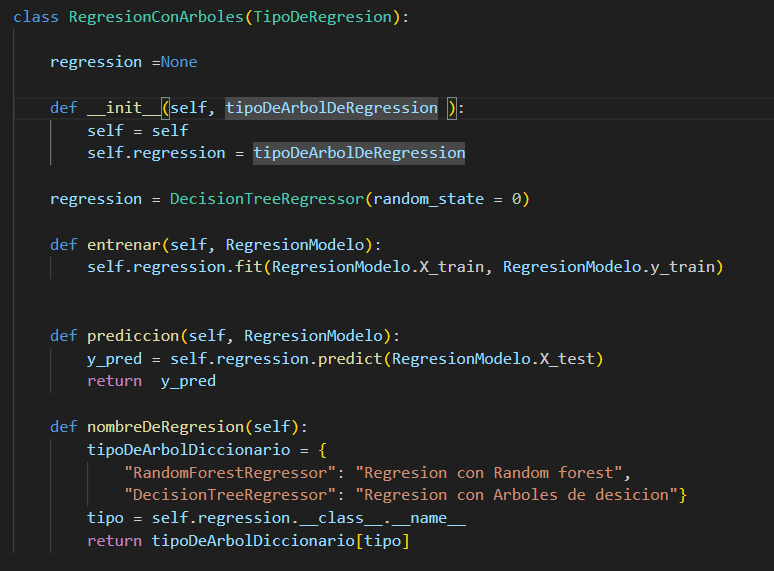 class RegresionConArboles(TipoDeRegresion):
regression =None
def __init__(self, tipoDeArbolDeRegression ):
self = self
self.regression = tipoDeArbolDeRegression
regression = DecisionTreeRegressor(random_state = 0)
def entrenar(self, RegresionModelo):
self.regression.fit(RegresionModelo.X_train, RegresionModelo.y_train)
def prediccion(self, RegresionModelo):
y_pred = self.regression.predict(RegresionModelo.X_test)
return  y_pred
def nombreDeRegresion(self):
tipoDeArbolDiccionario = {
"RandomForestRegressor": "Regresion con Random forest",
"DecisionTreeRegressor": "Regresion con Arboles de desicion"}
tipo = self.regression.__class__.__name__
return tipoDeArbolDiccionario[tipo]